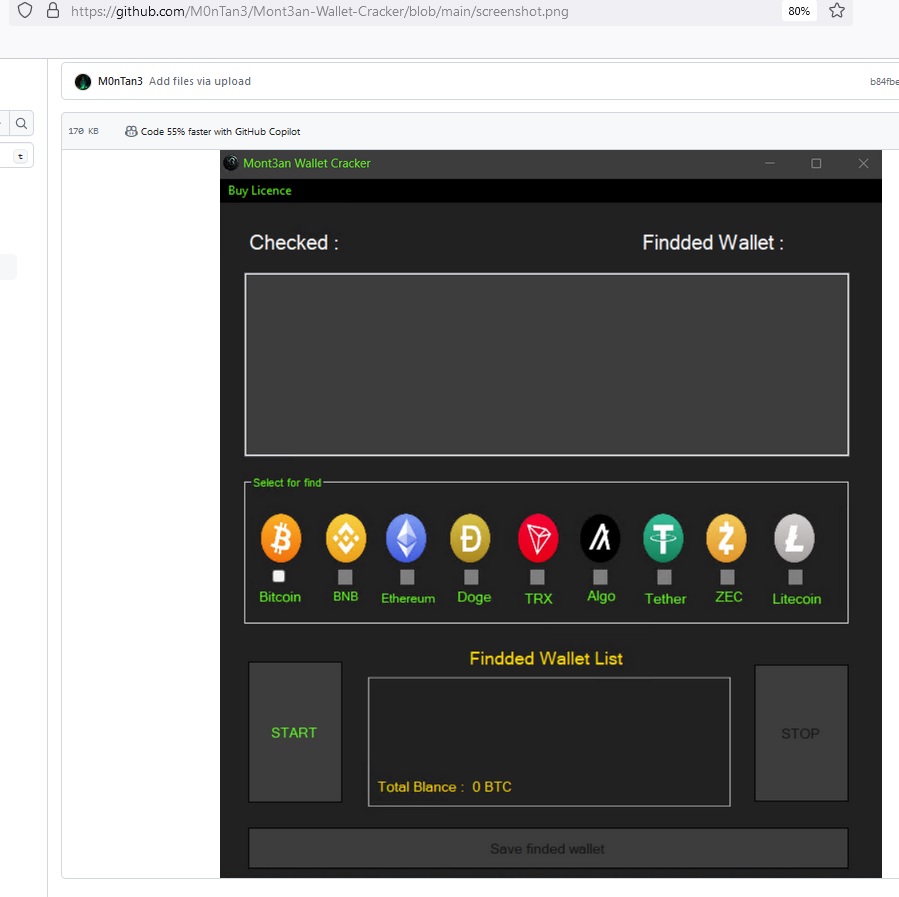 https://github.com/M0nTan3/Mont3an-Wallet-Cracker/blob/main/screenshot.png 80%
M0nTan3 Add files via upload b84fbe
170 KB Code 55% faster with GitHub Copilot
t
Mont3an Wallet Cracker
Buy Licence
Checked : Findded Wallet :
Select for find
Bitcoin BNB Ethereum Doge TRX Algo Tether ZEC Litecoin
Findded Wallet List
START
STOP
Total Blance : 0 BTC
Save finded wallet